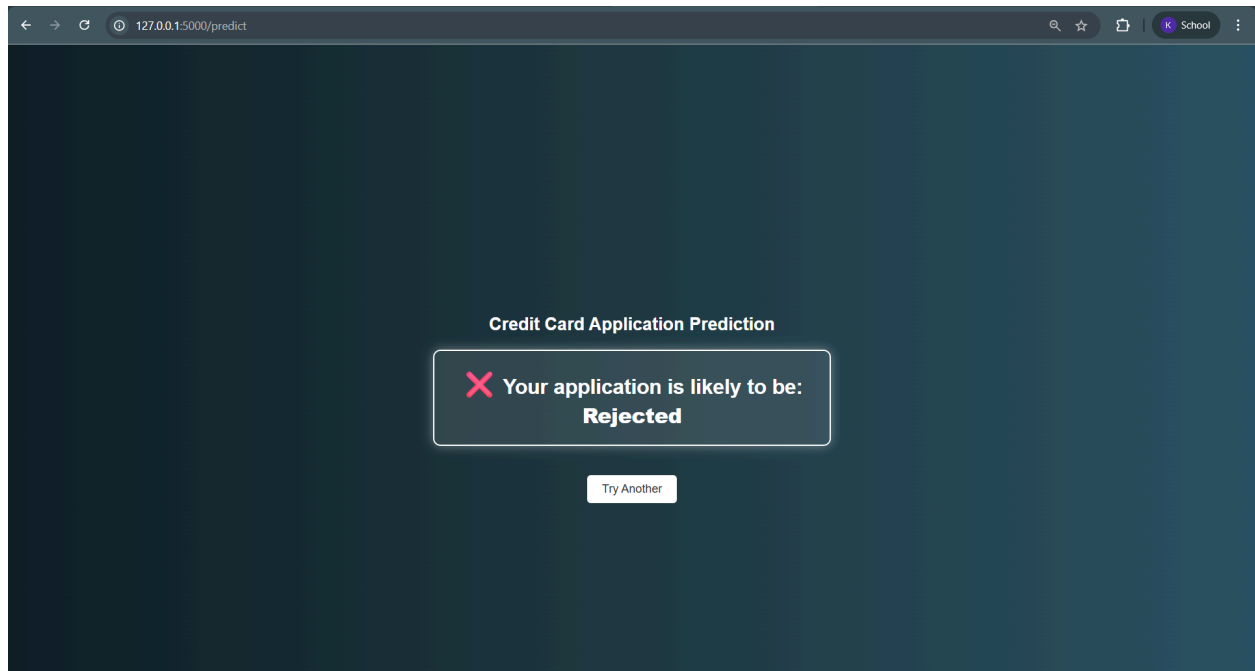 127.0.0.1:5000/predict
K School
Credit Card Application Prediction
❌ Your application is likely to be:
Rejected
Try Another